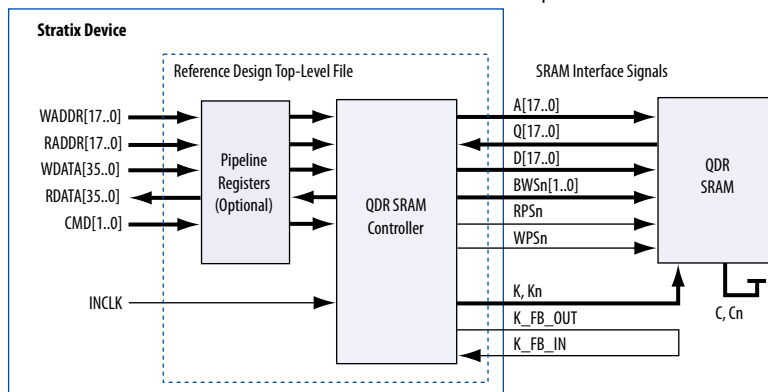 Stratix Device
Reference Design Top-Level File
SRAM Interface Signals
WADDR[17..0]
RADDR[17..0]
WDATA[35..0]
RDATA[35..0]
CMD[1..0]
INCLK
Pipeline
Registers
(Optional)
QDR SRAM
Controller
A[17..0]
Q[17..0]
D[17..0]
BWSn[1..0]
RPSn
WPSn
K, Kn
K_FB_OUT
K_FB_IN
QDR
SRAM
C, Cn